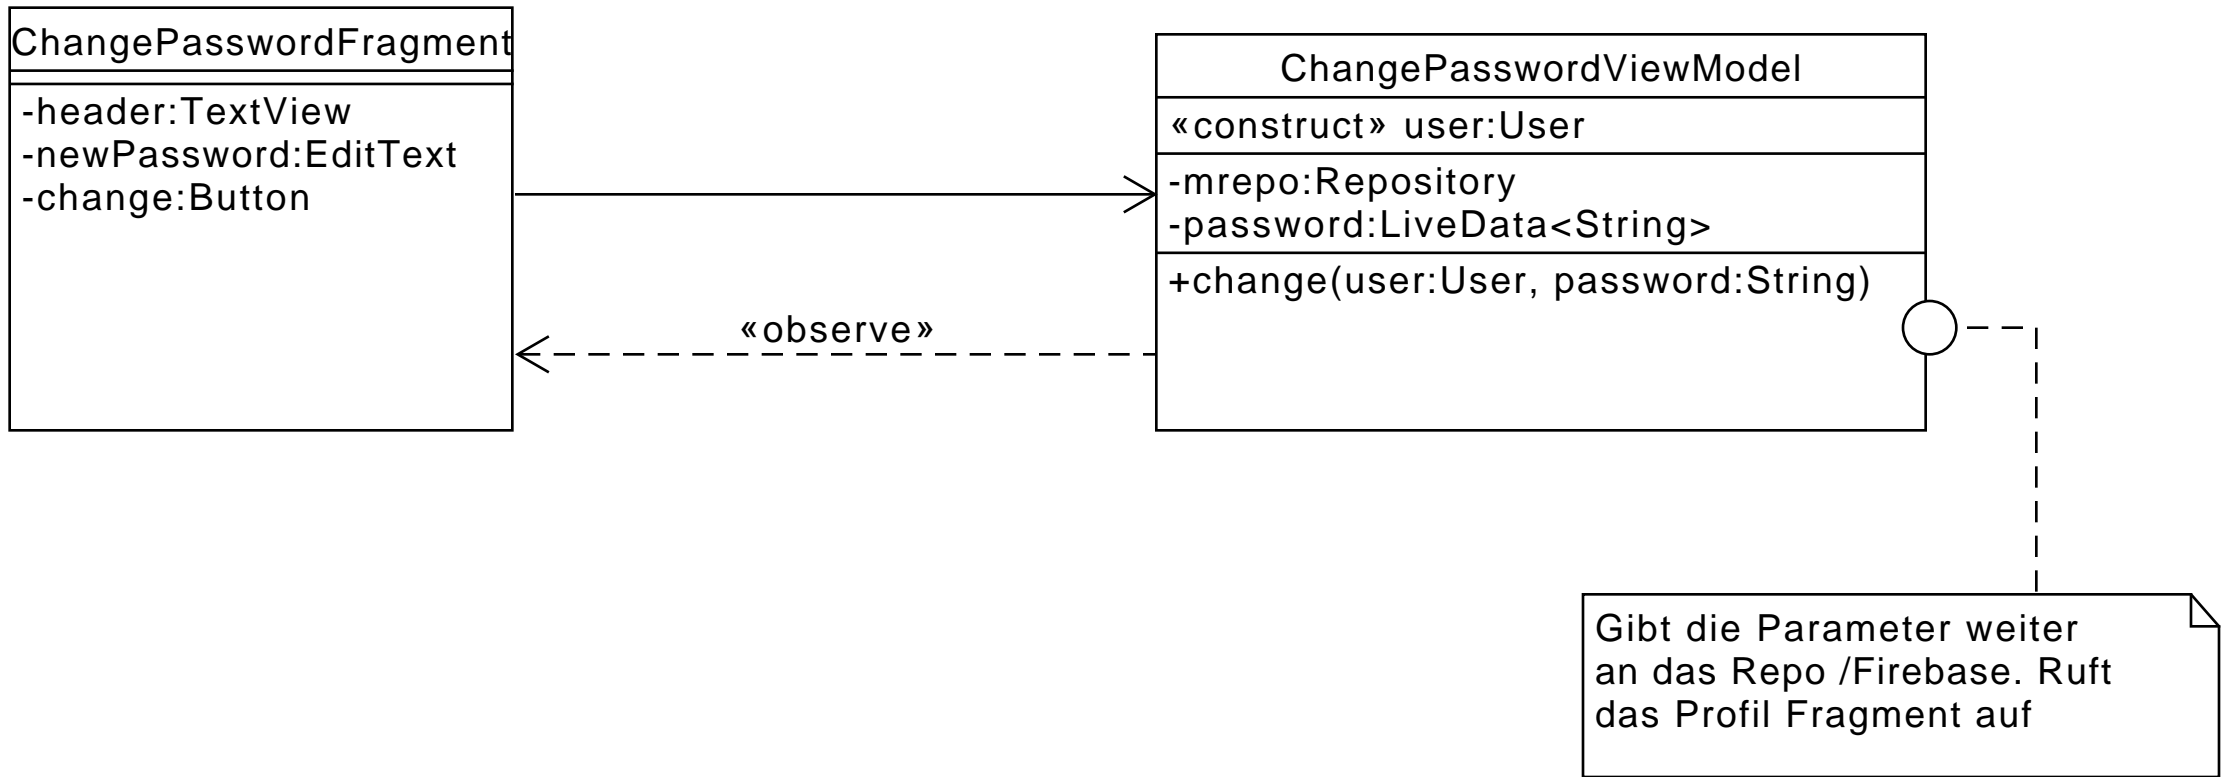 ChangePasswordFragment
-header:TextView
-newPassword:EditText
-change:Button
ChangePasswordViewModel
«construct» user:User
-mrepo:Repository
-password:LiveData<String>
+change(user:User, password:String)
«observe»
Gibt die Parameter weiter
an das Repo /Firebase. Ruft
das Profil Fragment auf